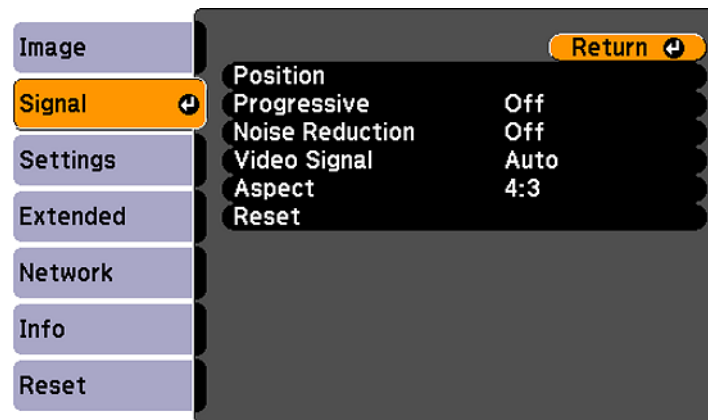 Image
Signal
Settings
Extended
Network
Info
Reset
Return
Position
Progressive Off
Noise Reduction Off
Video Signal Auto
Aspect 4:3
Reset